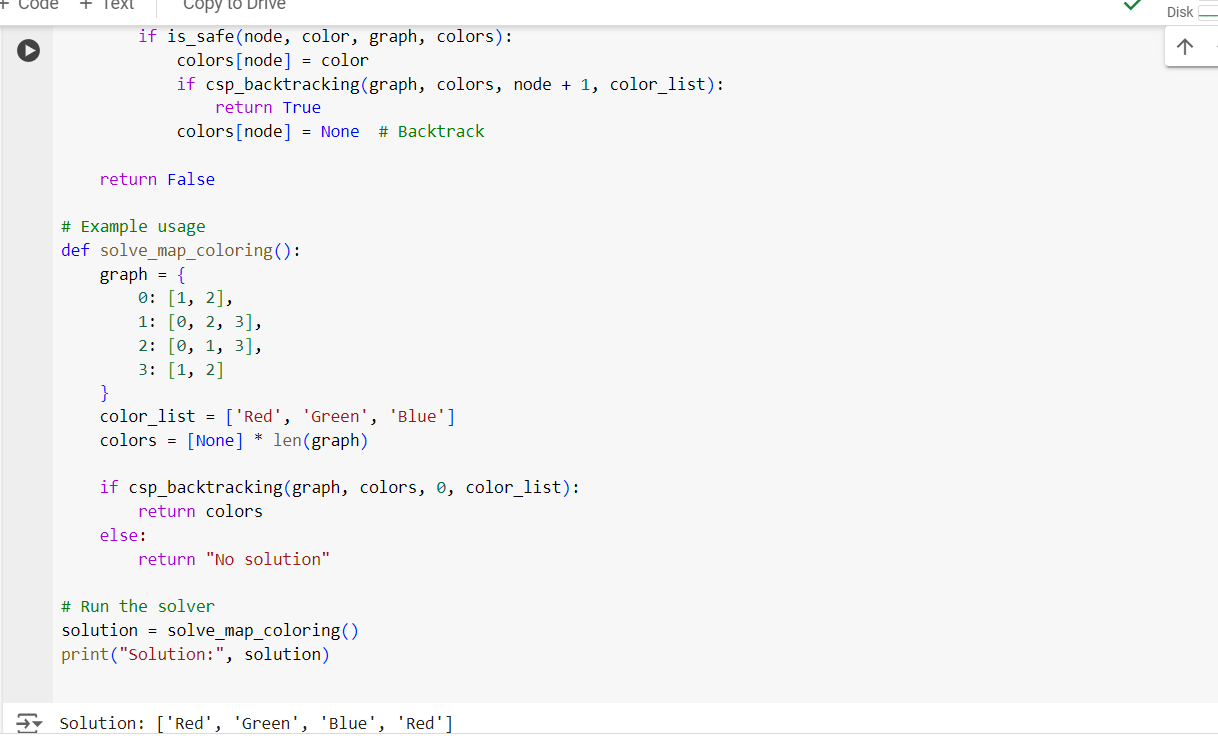 + Code + Text Copy to Drive
Disk
if is_safe(node, color, graph, colors):
colors[node] = color
if csp_backtracking(graph, colors, node + 1, color_list):
return True
colors[node] = None # Backtrack
return False
# Example usage
def solve_map_coloring():
graph = {
0: [1, 2],
1: [0, 2, 3],
2: [0, 1, 3],
3: [1, 2]
}
color_list = ['Red', 'Green', 'Blue']
colors = [None] * len(graph)
if csp_backtracking(graph, colors, 0, color_list):
return colors
else:
return "No solution"
# Run the solver
solution = solve_map_coloring()
print("Solution:", solution)
Solution: ['Red', 'Green', 'Blue', 'Red']